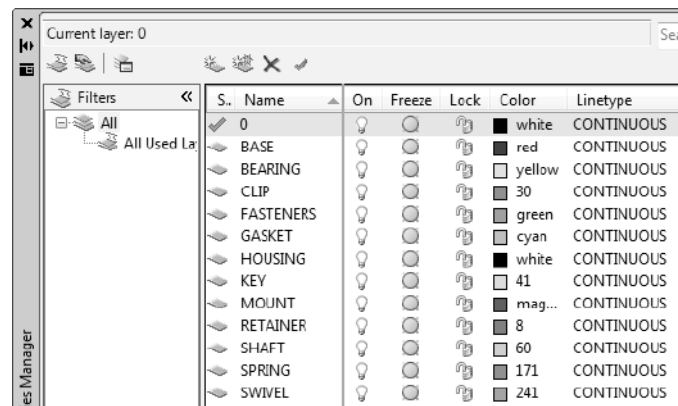 Current layer: 0
Sea
Filters «
All
All Used La
S.. Name On Freeze Lock Color Linetype
0 white CONTINUOUS
BASE red CONTINUOUS
BEARING yellow CONTINUOUS
CLIP 30 CONTINUOUS
FASTENERS green CONTINUOUS
GASKET cyan CONTINUOUS
HOUSING white CONTINUOUS
KEY 41 CONTINUOUS
MOUNT mag... CONTINUOUS
RETAINER 8 CONTINUOUS
SHAFT 60 CONTINUOUS
SPRING 171 CONTINUOUS
SWIVEL 241 CONTINUOUS
es Manager